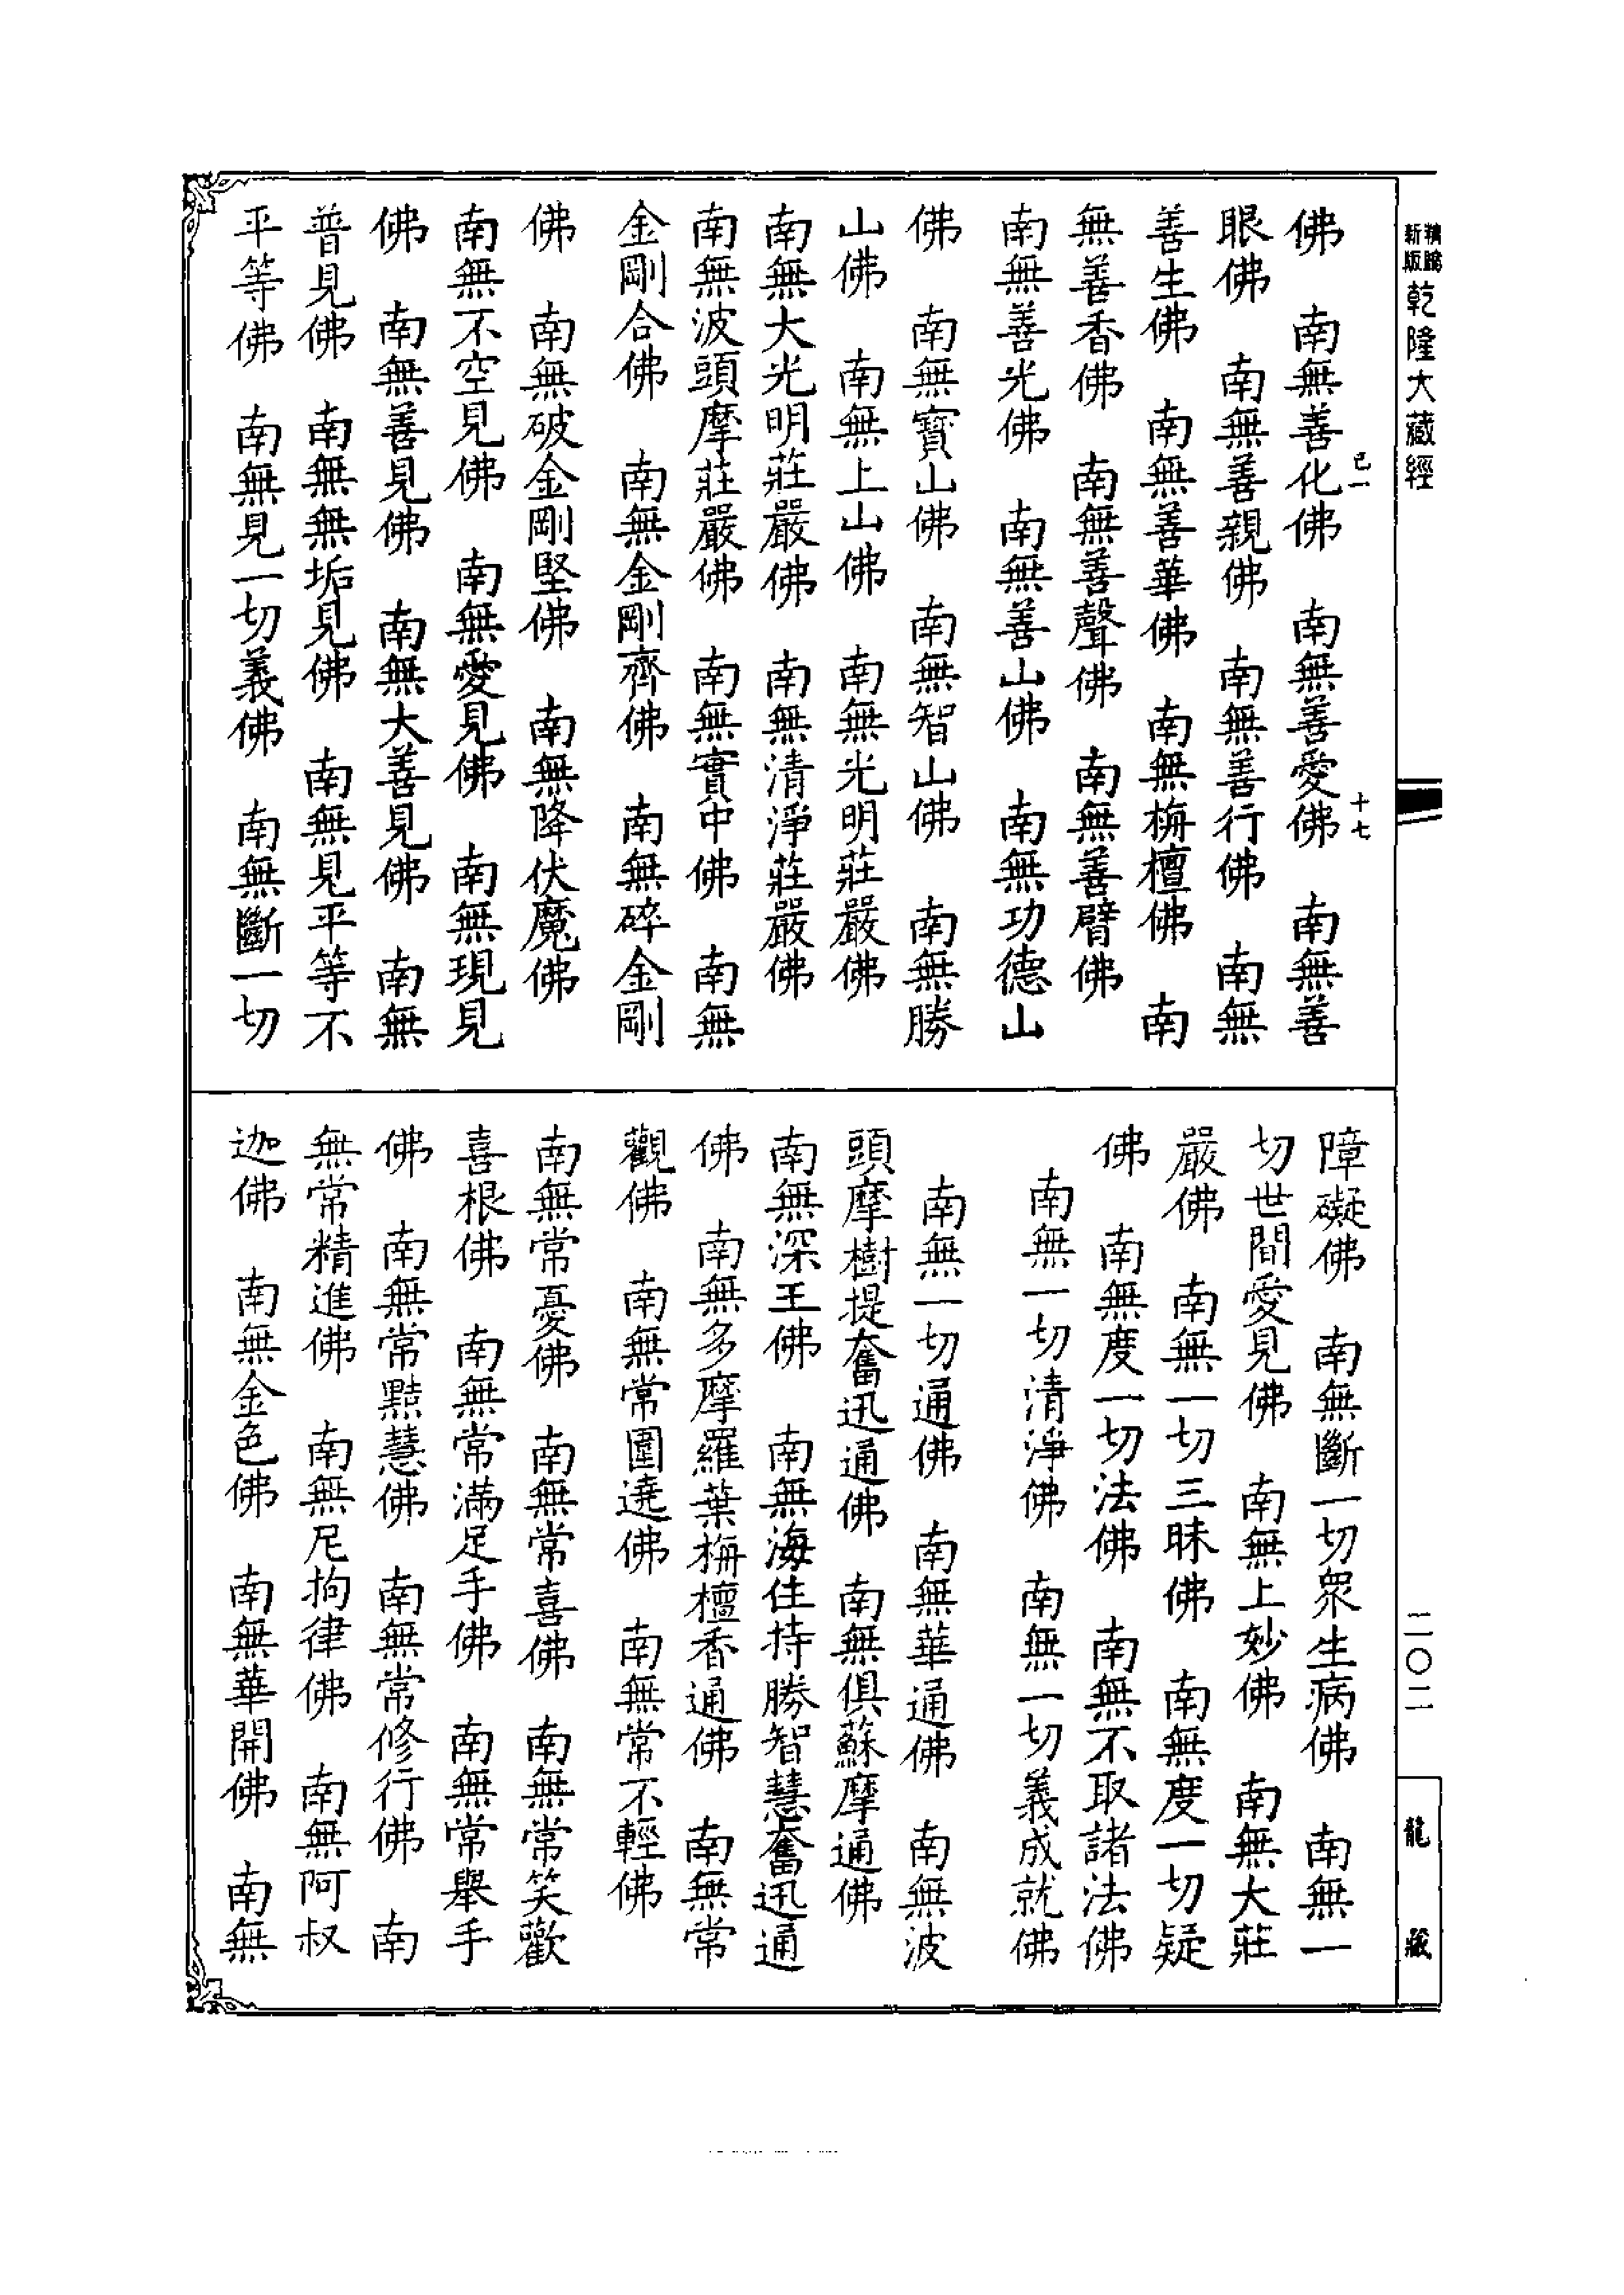 新版
乾隆大藏經
二〇二
龍藏
已一
十七
佛　南無善化佛　南無善愛佛　南無善
眼佛　南無善親佛　南無善行佛　南無
善生佛　南無善華佛　南無栴檀佛　南
無善香佛　南無善聲佛　南無善臂佛
南無善光佛　南無善山佛　南無功德山
佛　南無寶山佛　南無智山佛　南無勝
山佛　南無上山佛　南無光明莊嚴佛
南無大光明莊嚴佛　南無清淨莊嚴佛
南無波頭摩莊嚴佛　南無實中佛　南無
金剛合佛　南無金剛齊佛　南無碎金剛
佛　南無破金剛堅佛　南無降伏魔佛
南無不空見佛　南無愛見佛　南無現見
佛　南無善見佛　南無大善見佛　南無
普見佛　南無無垢見佛　南無見平等不
平等佛　南無見一切義佛　南無斷一切
障礙佛　南無斷一切眾生病佛　南無一
切世間愛見佛　南無上妙佛　南無大莊
嚴佛　南無一切三昧佛　南無度一切疑
佛　南無度一切法佛　南無不取諸法佛
南無一切清淨佛　南無一切義成就佛
南無一切通佛　南無華通佛　南無波
頭摩樹提奮迅通佛　南無俱蘇摩通佛
南無深王佛　南無海住持勝智慧奮迅通
佛　南無多摩羅葉栴檀香通佛　南無常
觀佛　南無常圍遶佛　南無常不輕佛
南無常憂佛　南無常喜佛　南無常笑歡
喜根佛　南無常滿足手佛　南無常舉手
佛　南無常黠慧佛　南無常修行佛　南
無常精進佛　南無尼拘律佛　南無阿叔
迦佛　南無金色佛　南無華開佛　南無